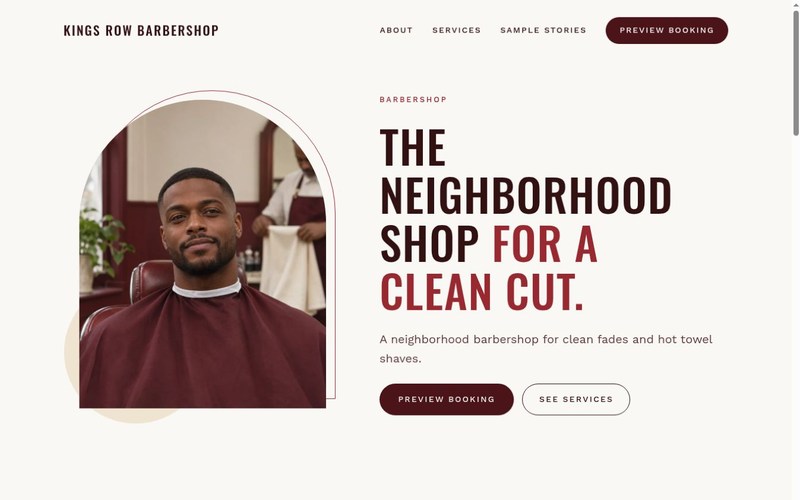 KINGS ROW BARBERSHOP
ABOUT SERVICES SAMPLE STORIES PREVIEW BOOKING
BARBERSHOP
THE
NEIGHBORHOOD
SHOP FOR A
CLEAN CUT.
A neighborhood barbershop for clean fades and hot towel
shaves.
PREVIEW BOOKING SEE SERVICES